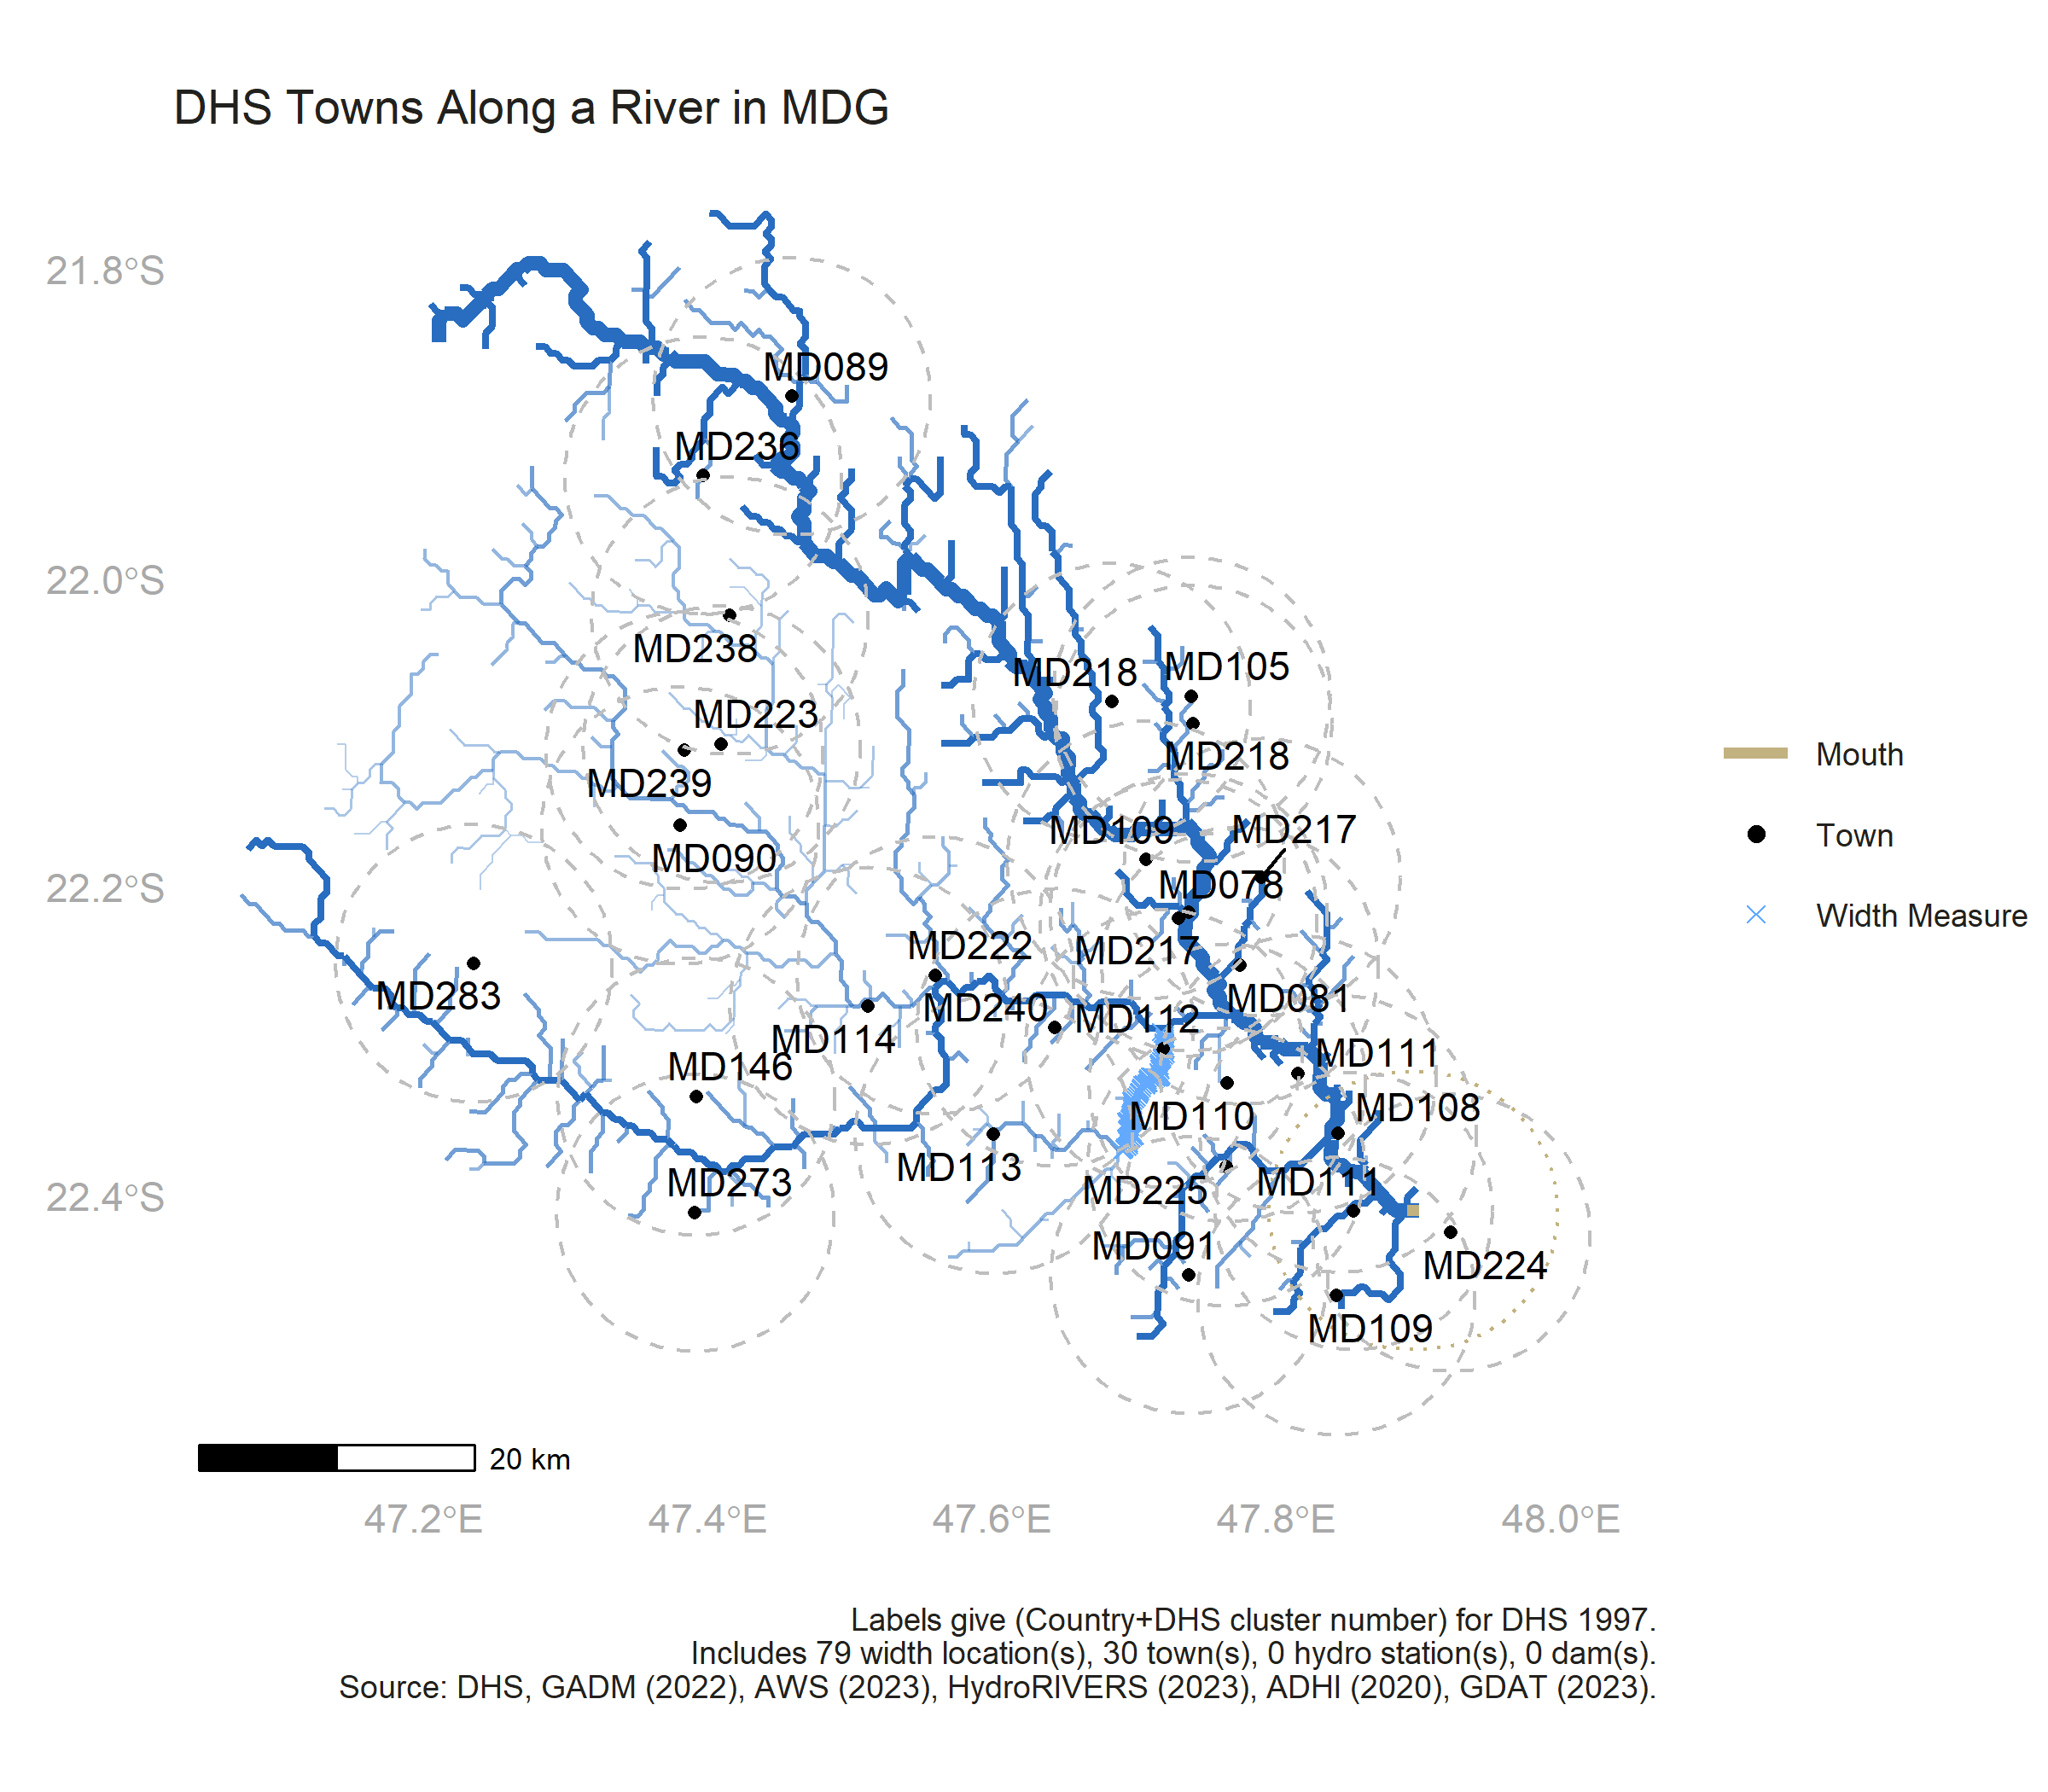 DHS Towns Along a River in MDG
21.8°S
22.0°S
22.2°S
22.4°S
MD089
MD236
MD238
MD218
MD105
MD223
MD218
MD239
MD109
MD217
MD090
MD078
MD222
MD217
MD283
MD240
MD112
MD081
MD114
MD146
MD111
MD110
MD108
MD113
MD273
MD225
MD111
MD091
MD224
MD109
Mouth
Town
Width Measure
20 km
47.2°E
47.4°E
47.6°E
47.8°E
48.0°E
Labels give (Country+DHS cluster number) for DHS 1997.
Includes 79 width location(s), 30 town(s), 0 hydro station(s), 0 dam(s).
Source: DHS, GADM (2022), AWS (2023), HydroRIVERS (2023), ADHI (2020), GDAT (2023).